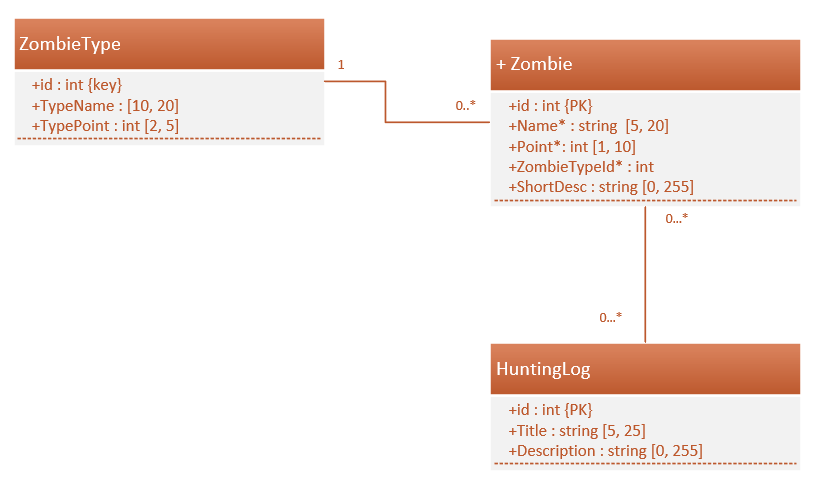 ZombieType
+id : int {key}
+TypeName : [10, 20]
+TypePoint : int [2, 5]
1
0..*
+ Zombie
+id : int {PK}
+Name* : string  [5, 20]
+Point*: int [1, 10]
+ZombieTypeId* : int
+ShortDesc : string [0, 255]
0...*
0...*
HuntingLog
+id : int {PK}
+Title : string [5, 25]
+Description : string [0, 255]